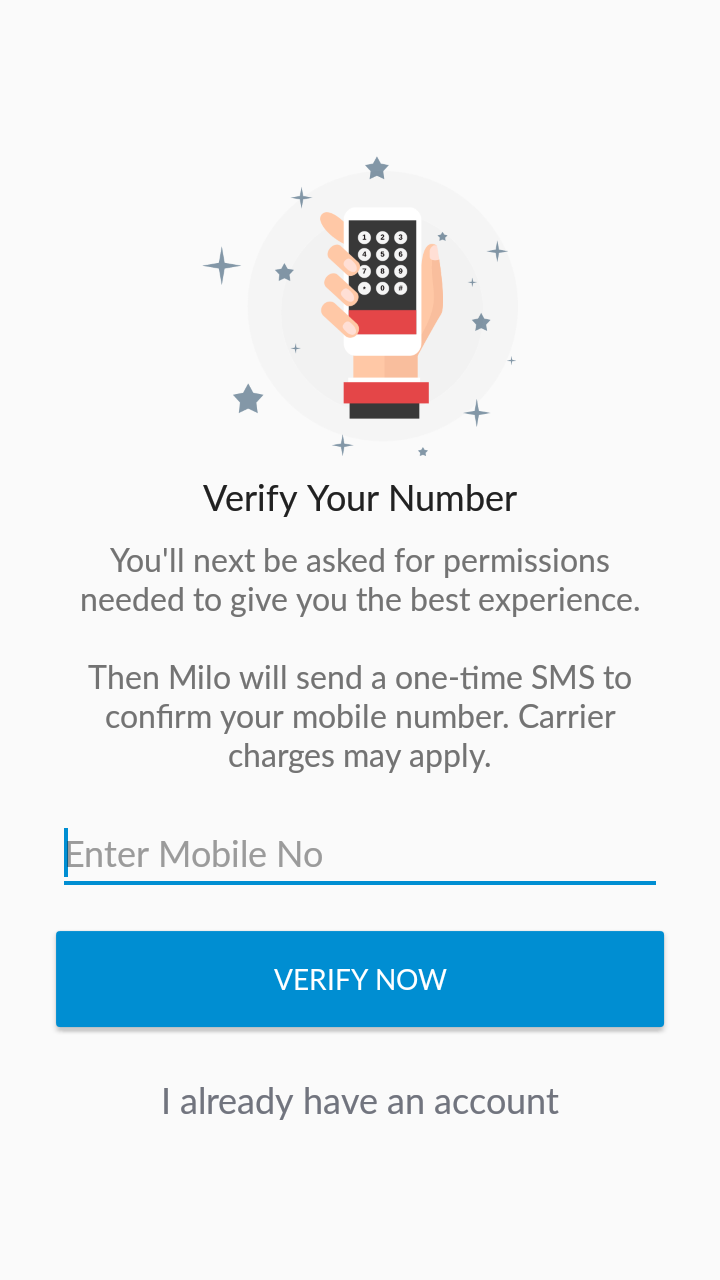 1 2 3
4 5 6
7 8 9
* 0 #
Verify Your Number
You'll next be asked for permissions
needed to give you the best experience.
Then Milo will send a one-time SMS to
confirm your mobile number. Carrier
charges may apply.
Enter Mobile No
VERIFY NOW
I already have an account